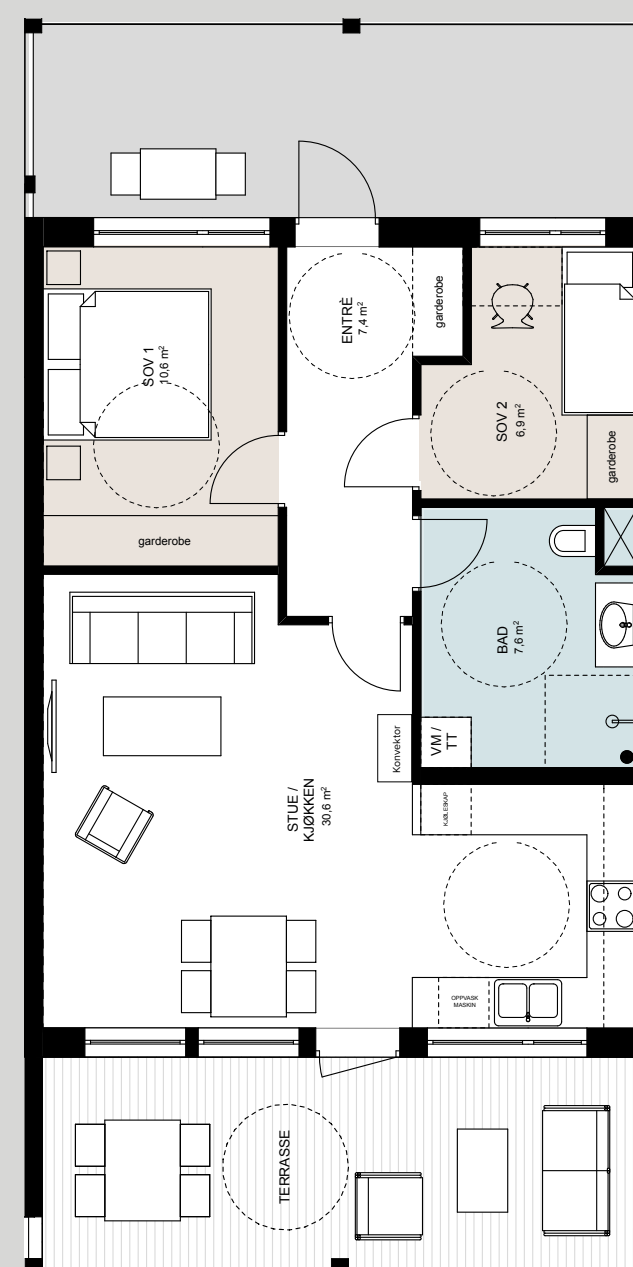 ENTRÈ
7,4 m²
garderobe
SOV 1
10,6 m²
SOV 2
6,9 m²
garderobe
garderobe
BAD
7,6 m²
VM /
TT
Konvektor
STUE /
KJØKKEN
30,6 m²
KJØLESKAP
OPPVASK
MASKIN
TERRASSE